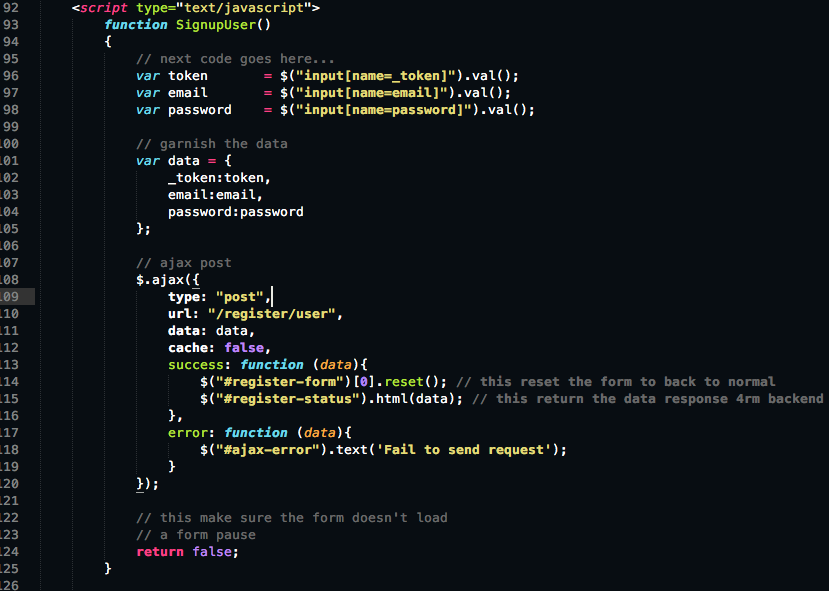 92 <script type="text/javascript">
93 function SignupUser()
94 {
95 // next code goes here...
96 var token = $("input[name=_token]").val();
97 var email = $("input[name=email]").val();
98 var password = $("input[name=password]").val();
99
100 // garnish the data
101 var data = {
102 _token:token,
103 email:email,
104 password:password
105 };
106
107 // ajax post
108 $.ajax({
109 type: "post",
110 url: "/register/user",
111 data: data,
112 cache: false,
113 success: function (data){
114 $("#register-form")[0].reset(); // this reset the form to back to normal
115 $("#register-status").html(data); // this return the data response 4rm backend
116 },
117 error: function (data){
118 $("#ajax-error").text('Fail to send request');
119 }
120 });
121
122 // this make sure the form doesn't load
123 // a form pause
124 return false;
125 }
126